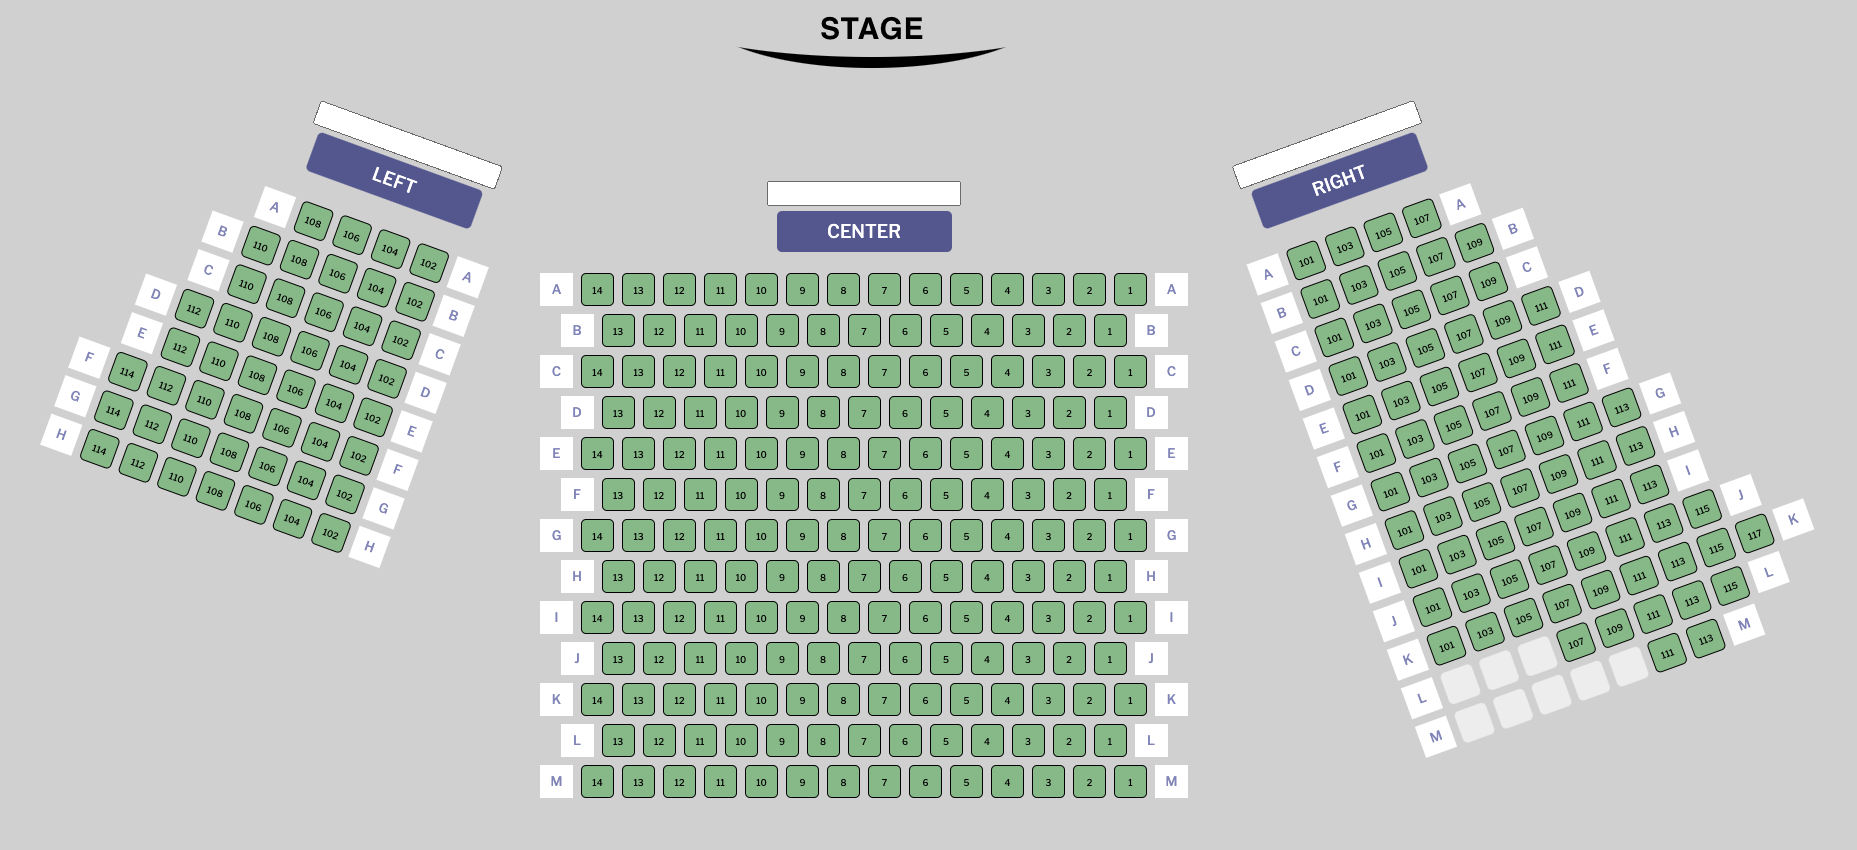 STAGE
LEFT
A 108 106 104 102 A
B 110 108 106 104 102 B
C 110 108 106 104 102 C
D 112 110 108 106 104 102 D
E 112 110 108 106 104 102 E
F 114 112 110 108 106 104 102 F
G 114 112 110 108 106 104 102 G
H 114 112 110 108 106 104 102 H
CENTER
A 14 13 12 11 10 9 8 7 6 5 4 3 2 1 A
B 13 12 11 10 9 8 7 6 5 4 3 2 1 B
C 14 13 12 11 10 9 8 7 6 5 4 3 2 1 C
D 13 12 11 10 9 8 7 6 5 4 3 2 1 D
E 14 13 12 11 10 9 8 7 6 5 4 3 2 1 E
F 13 12 11 10 9 8 7 6 5 4 3 2 1 F
G 14 13 12 11 10 9 8 7 6 5 4 3 2 1 G
H 13 12 11 10 9 8 7 6 5 4 3 2 1 H
I 14 13 12 11 10 9 8 7 6 5 4 3 2 1 I
J 13 12 11 10 9 8 7 6 5 4 3 2 1 J
K 14 13 12 11 10 9 8 7 6 5 4 3 2 1 K
L 13 12 11 10 9 8 7 6 5 4 3 2 1 L
M 14 13 12 11 10 9 8 7 6 5 4 3 2 1 M
RIGHT
A 101 103 105 107 A
B 101 103 105 107 109 B
C 101 103 105 107 109 C
D 101 103 105 107 109 111 D
E 101 103 105 107 109 111 E
F 101 103 105 107 109 111 F
G 101 103 105 107 109 111 113 G
H 101 103 105 107 109 111 113 H
I 101 103 105 107 109 111 113 I
J 101 103 105 107 109 111 113 115 J
K 101 103 105 107 109 111 113 115 117 K
L 107 109 111 113 115 L
M 111 113 M